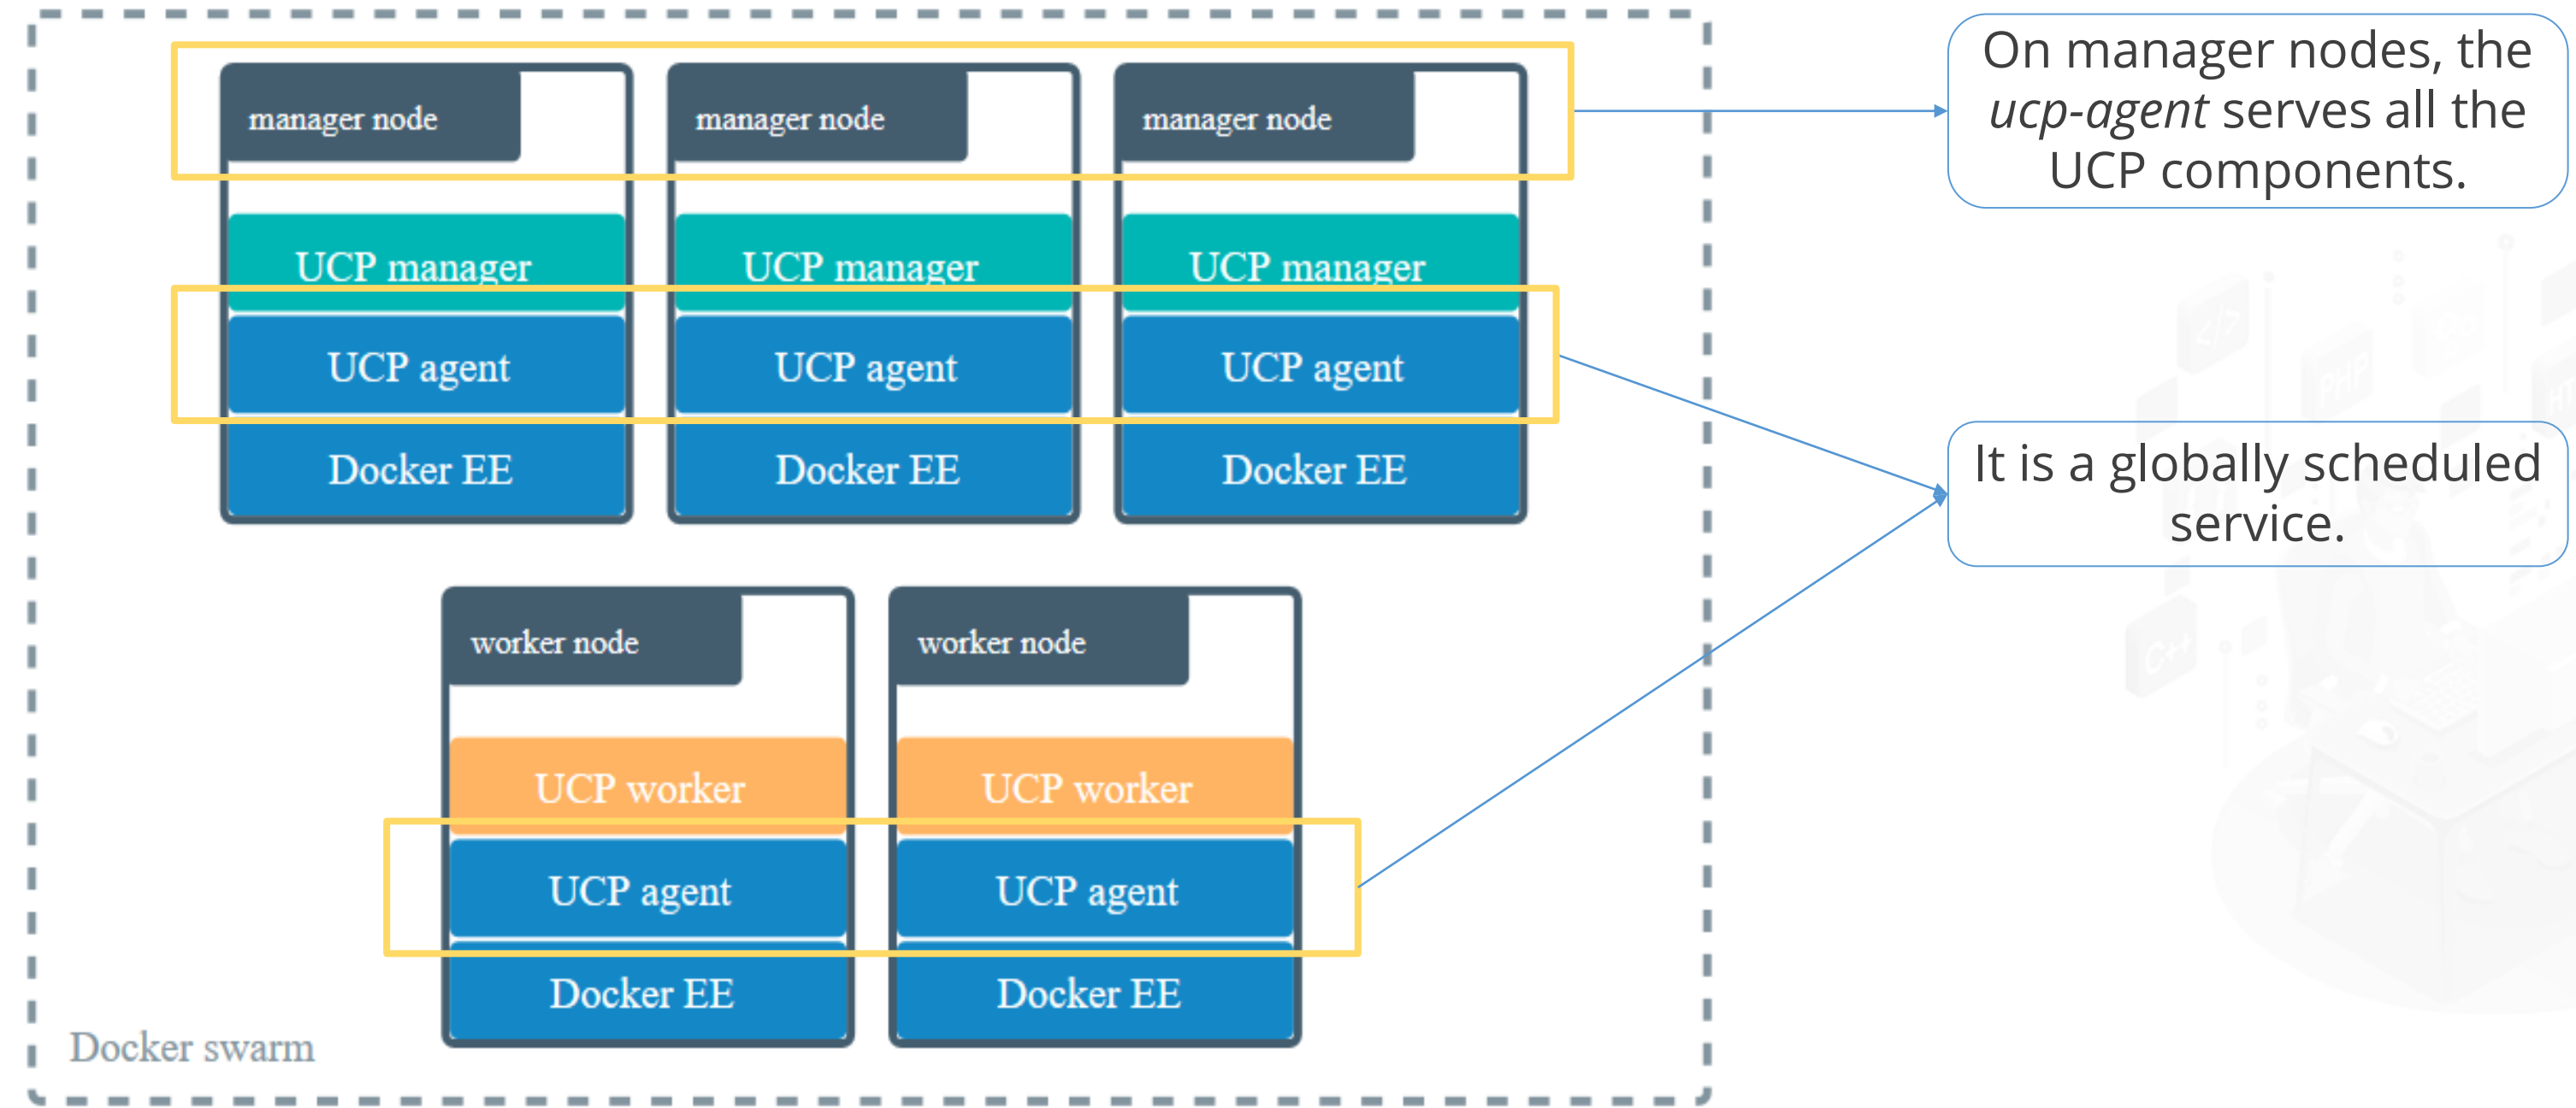 manager node
manager node
manager node
UCP manager
UCP manager
UCP manager
UCP agent
UCP agent
UCP agent
Docker EE
Docker EE
Docker EE
worker node
worker node
UCP worker
UCP worker
UCP agent
UCP agent
Docker EE
Docker EE
Docker swarm
On manager nodes, the
ucp-agent serves all the
UCP components.
It is a globally scheduled
service.
</>
PHP
C++